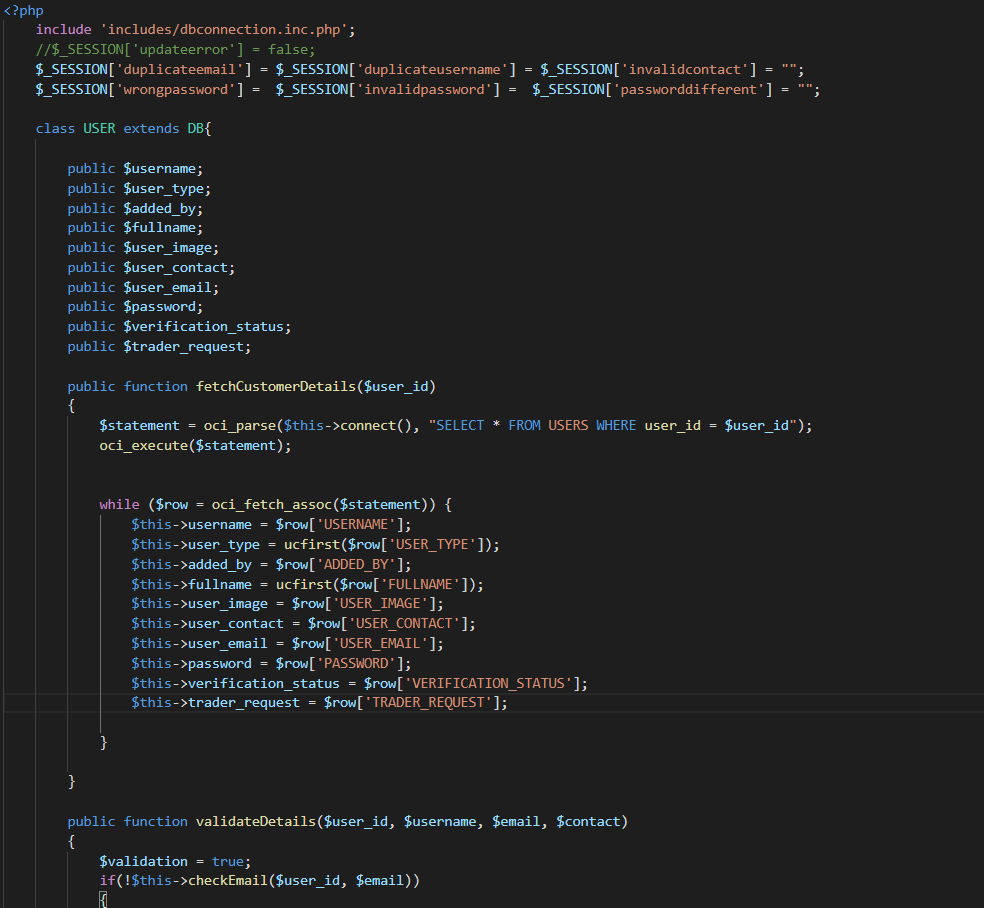 <?php
include 'includes/dbconnection.inc.php';
//$_SESSION['updateerror'] = false;
$_SESSION['duplicateemail'] = $_SESSION['duplicateusername'] = $_SESSION['invalidcontact'] = "";
$_SESSION['wrongpassword'] =  $_SESSION['invalidpassword'] =  $_SESSION['passworddifferent'] = "";
class USER extends DB{
public $username;
public $user_type;
public $added_by;
public $fullname;
public $user_image;
public $user_contact;
public $user_email;
public $password;
public $verification_status;
public $trader_request;
public function fetchCustomerDetails($user_id)
{
$statement = oci_parse($this->connect(), "SELECT * FROM USERS WHERE user_id = $user_id");
oci_execute($statement);
while ($row = oci_fetch_assoc($statement)) {
$this->username = $row['USERNAME'];
$this->user_type = ucfirst($row['USER_TYPE']);
$this->added_by = $row['ADDED_BY'];
$this->fullname = ucfirst($row['FULLNAME']);
$this->user_image = $row['USER_IMAGE'];
$this->user_contact = $row['USER_CONTACT'];
$this->user_email = $row['USER_EMAIL'];
$this->password = $row['PASSWORD'];
$this->verification_status = $row['VERIFICATION_STATUS'];
$this->trader_request = $row['TRADER_REQUEST'];
}
}
public function validateDetails($user_id, $username, $email, $contact)
{
$validation = true;
if(!$this->checkEmail($user_id, $email))
{